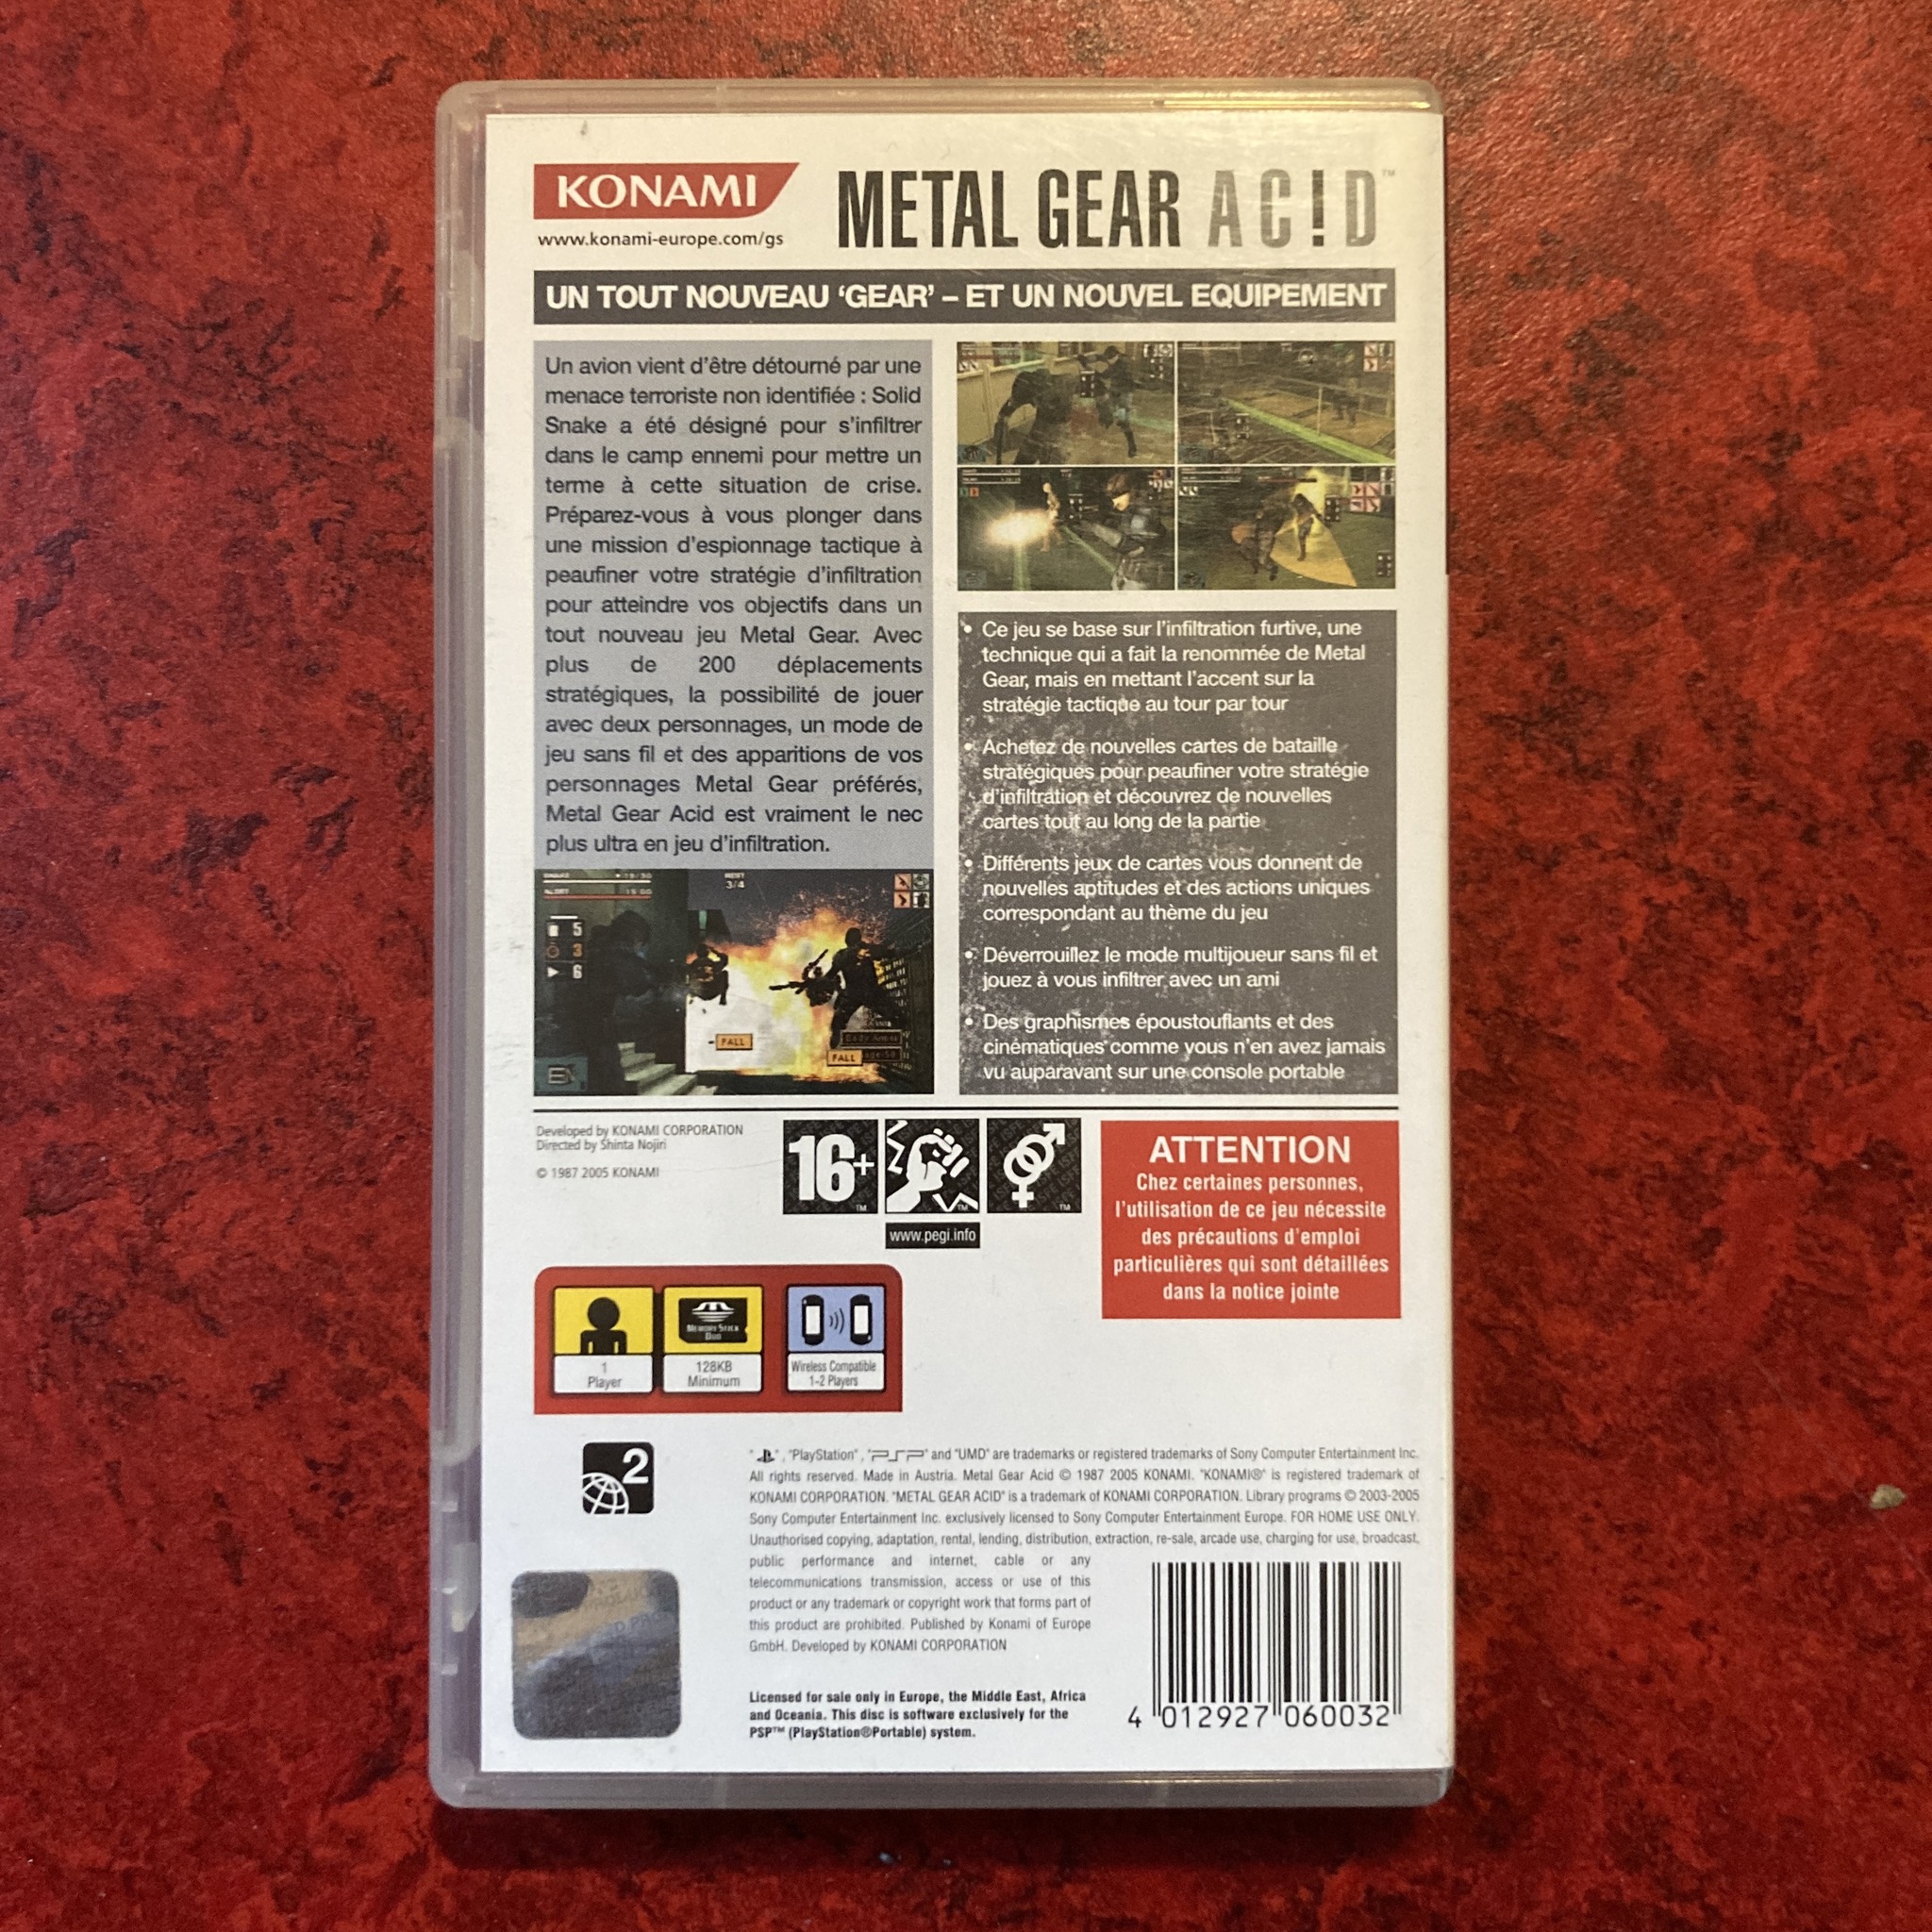 KONAMI
www.konami-europe.com/gs
METAL GEAR AC!D™
UN TOUT NOUVEAU ‘GEAR’ – ET UN NOUVEL EQUIPEMENT
Un avion vient d’être détourné par une
menace terroriste non identifiée : Solid
Snake a été désigné pour s’infiltrer
dans le camp ennemi pour mettre un
terme à cette situation de crise.
Préparez-vous à vous plonger dans
une mission d’espionnage tactique à
peaufiner votre stratégie d’infiltration
pour atteindre vos objectifs dans un
tout nouveau jeu Metal Gear. Avec
plus de 200 déplacements
stratégiques, la possibilité de jouer
avec deux personnages, un mode de
jeu sans fil et des apparitions de vos
personnages Metal Gear préférés,
Metal Gear Acid est vraiment le nec
plus ultra en jeu d’infiltration.
3/4
5
3
6
FALL
FALL
• Ce jeu se base sur l’infiltration furtive, une
technique qui a fait la renommée de Metal
Gear, mais en mettant l’accent sur la
stratégie tactique au tour par tour
• Achetez de nouvelles cartes de bataille
stratégiques pour peaufiner votre stratégie
d’infiltration et découvrez de nouvelles
cartes tout au long de la partie
• Différents jeux de cartes vous donnent de
nouvelles aptitudes et des actions uniques
correspondant au thème du jeu
• Déverrouillez le mode multijoueur sans fil et
jouez à vous infiltrer avec un ami
• Des graphismes époustouflants et des
cinématiques comme vous n’en avez jamais
vu auparavant sur une console portable
Developed by KONAMI CORPORATION
Directed by Shinta Nojiri
© 1987 2005 KONAMI
16+
™
™
™
www.pegi.info
ATTENTION
Chez certaines personnes,
l’utilisation de ce jeu nécessite
des précautions d’emploi
particulières qui sont détaillées
dans la notice jointe
1
Player
MEMORY STICK
DUO
128KB
Minimum
Wireless Compatible
1-2 Players
2
" ", "PlayStation", "PSP" and "UMD" are trademarks or registered trademarks of Sony Computer Entertainment Inc.
All rights reserved. Made in Austria. Metal Gear Acid © 1987 2005 KONAMI. "KONAMI®" is registered trademark of
KONAMI CORPORATION. "METAL GEAR ACID" is a trademark of KONAMI CORPORATION. Library programs © 2003-2005
Sony Computer Entertainment Inc. exclusively licensed to Sony Computer Entertainment Europe. FOR HOME USE ONLY.
Unauthorised copying, adaptation, rental, lending, distribution, extraction, re-sale, arcade use, charging for use, broadcast,
public performance and internet, cable or any
telecommunications transmission, access or use of this
product or any trademark or copyright work that forms part of
this product are prohibited. Published by Konami of Europe
GmbH. Developed by KONAMI CORPORATION
Licensed for sale only in Europe, the Middle East, Africa
and Oceania. This disc is software exclusively for the
PSP™ (PlayStation®Portable) system.
4 012927 060032